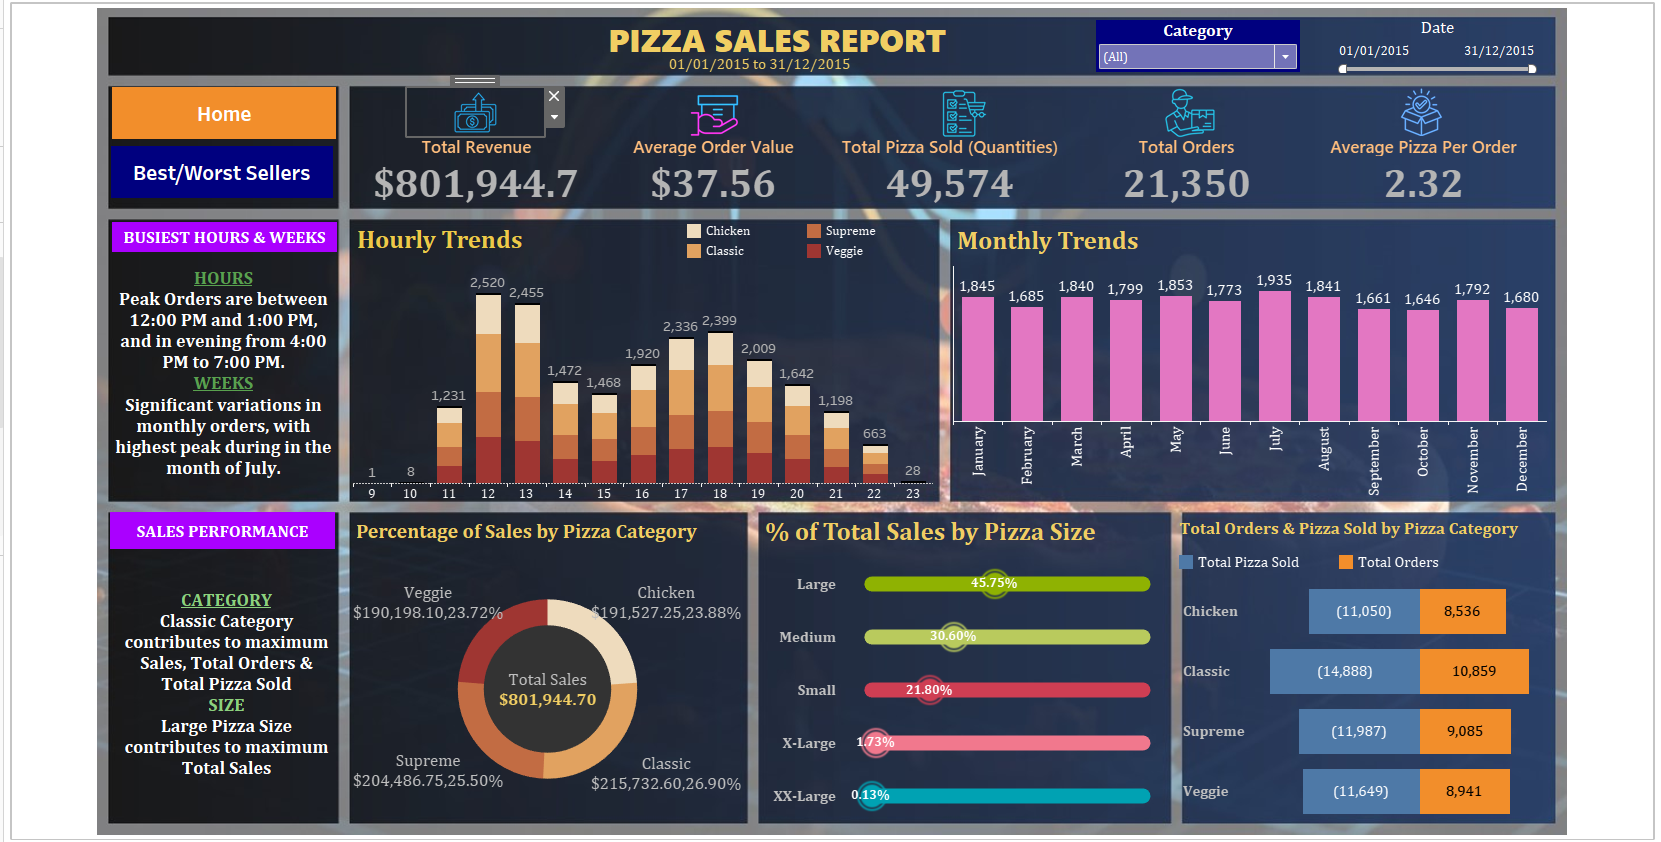 PIZZA SALES REPORT
01/01/2015 to 31/12/2015
Category
(All)
Date
01/01/2015 31/12/2015
Home
Best/Worst Sellers
Total Revenue
$801,944.7
Average Order Value
$37.56
Total Pizza Sold (Quantities)
49,574
Total Orders
21,350
Average Pizza Per Order
2.32
BUSIEST HOURS & WEEKS
HOURS
Peak Orders are between
12:00 PM and 1:00 PM,
and in evening from 4:00
PM to 7:00 PM.
WEEKS
Significant variations in
monthly orders, with
highest peak during in the
month of July.
Hourly Trends
Chicken
Supreme
Classic
Veggie
1
8
1,231
2,520
2,455
1,472
1,468
1,920
2,336
2,399
2,009
1,642
1,198
663
28
9 10 11 12 13 14 15 16 17 18 19 20 21 22 23
Monthly Trends
1,845
1,685
1,840
1,799
1,853
1,773
1,935
1,841
1,661
1,646
1,792
1,680
January
February
March
April
May
June
July
August
September
October
November
December
SALES PERFORMANCE
CATEGORY
Classic Category
contributes to maximum
Sales, Total Orders &
Total Pizza Sold
SIZE
Large Pizza Size
contributes to maximum
Total Sales
Percentage of Sales by Pizza Category
Veggie
$190,198.10,23.72%
Chicken
$191,527.25,23.88%
Total Sales
$801,944.70
Supreme
$204,486.75,25.50%
Classic
$215,732.60,26.90%
% of Total Sales by Pizza Size
Large 45.75%
Medium 30.60%
Small 21.80%
X-Large 1.73%
XX-Large 0.13%
Total Orders & Pizza Sold by Pizza Category
Total Pizza Sold Total Orders
Chicken (11,050) 8,536
Classic (14,888) 10,859
Supreme (11,987) 9,085
Veggie (11,649) 8,941